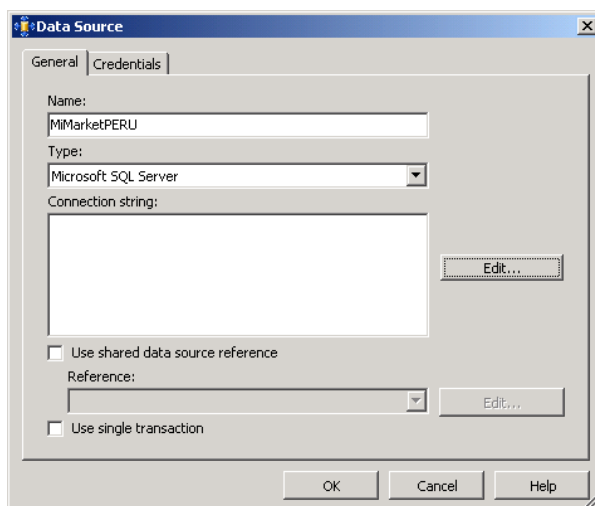 Data Source
General Credentials
Name:
MiMarketPERU
Type:
Microsoft SQL Server
Connection string:
Edit...
Use shared data source reference
Reference:
Edit...
Use single transaction
OK Cancel Help